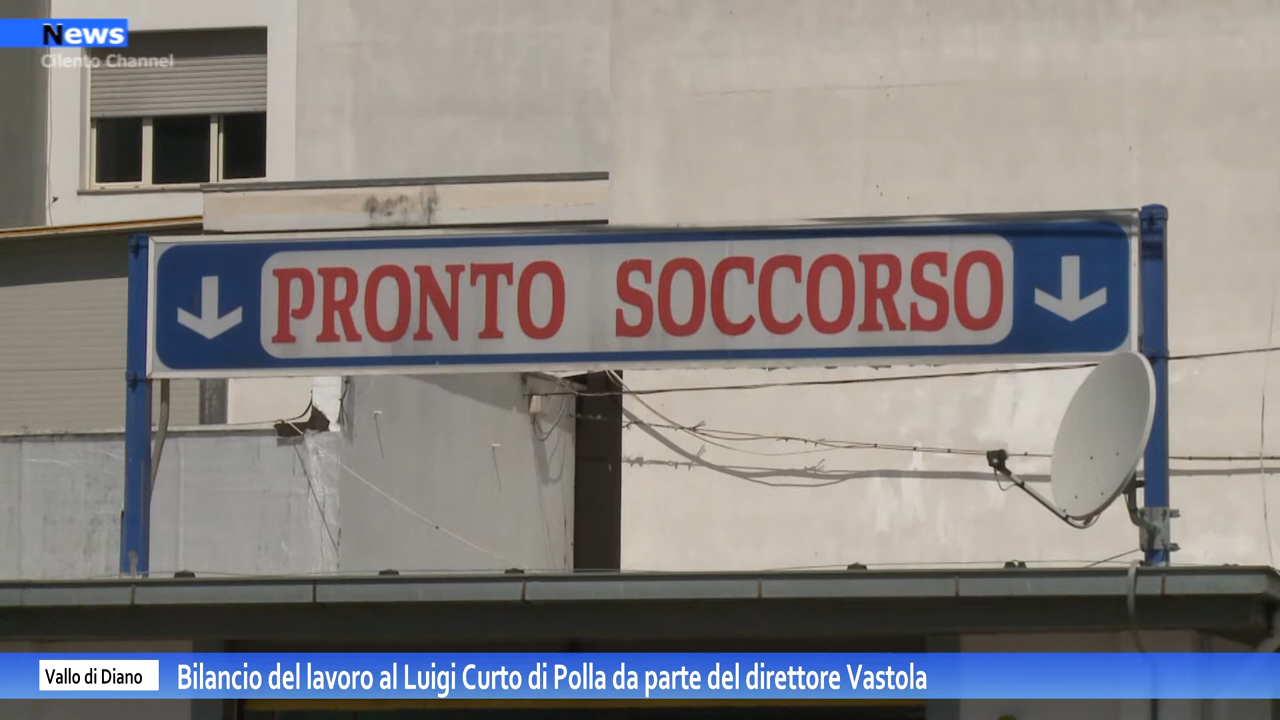 News
Cilento Channel
PRONTO SOCCORSO
Vallo di Diano
Bilancio del lavoro al Luigi Curto di Polla da parte del direttore Vastola